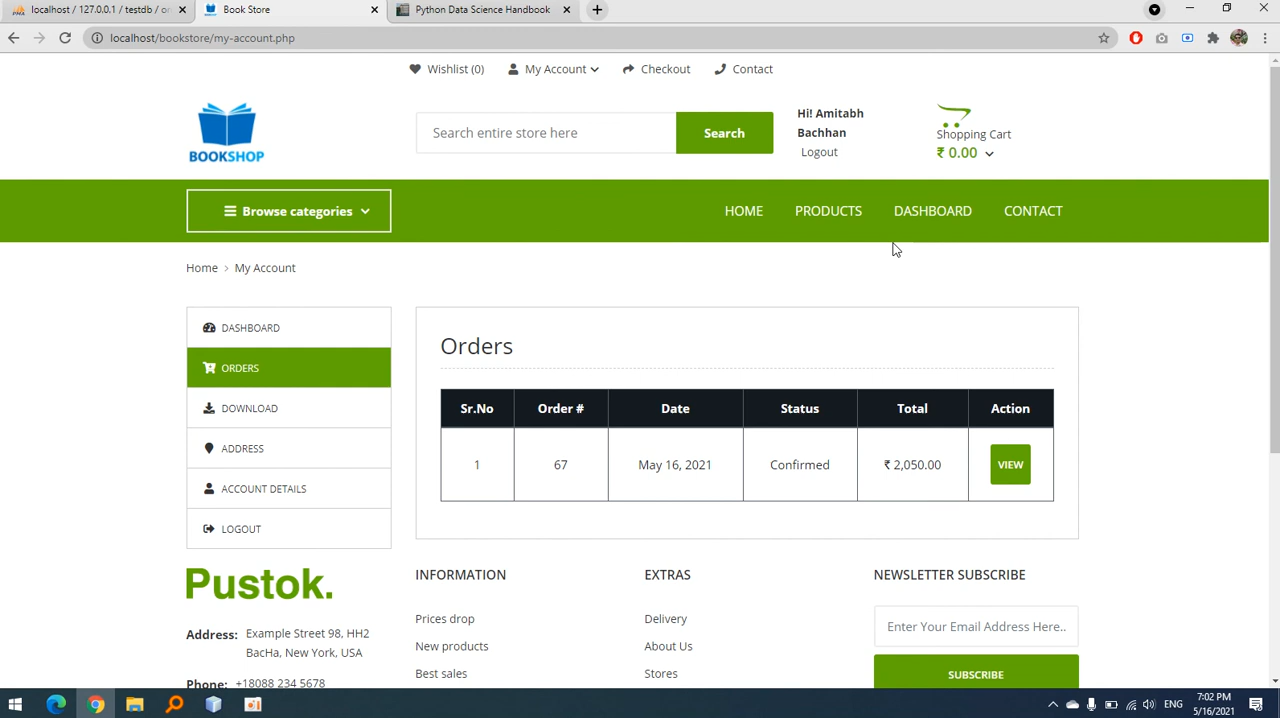 localhost / 127.0.0.1 / testdb / or
Book Store
Python Data Science Handbook
localhost/bookstore/my-account.php
Wishlist (0)
My Account
Checkout
Contact
BOOKSHOP
Search entire store here
Search
Hi! Amitabh
Bachhan
Logout
Shopping Cart
₹ 0.00
Browse categories
HOME
PRODUCTS
DASHBOARD
CONTACT
Home > My Account
DASHBOARD
ORDERS
DOWNLOAD
ADDRESS
ACCOUNT DETAILS
LOGOUT
Orders
Sr.No Order # Date Status Total Action
1 67 May 16, 2021 Confirmed ₹ 2,050.00 VIEW
Pustok.
Address: Example Street 98, HH2
BacHa, New York, USA
Phone: +18088 234 5678
INFORMATION
Prices drop
New products
Best sales
EXTRAS
Delivery
About Us
Stores
NEWSLETTER SUBSCRIBE
Enter Your Email Address Here..
SUBSCRIBE
ENG
7:02 PM
5/16/2021